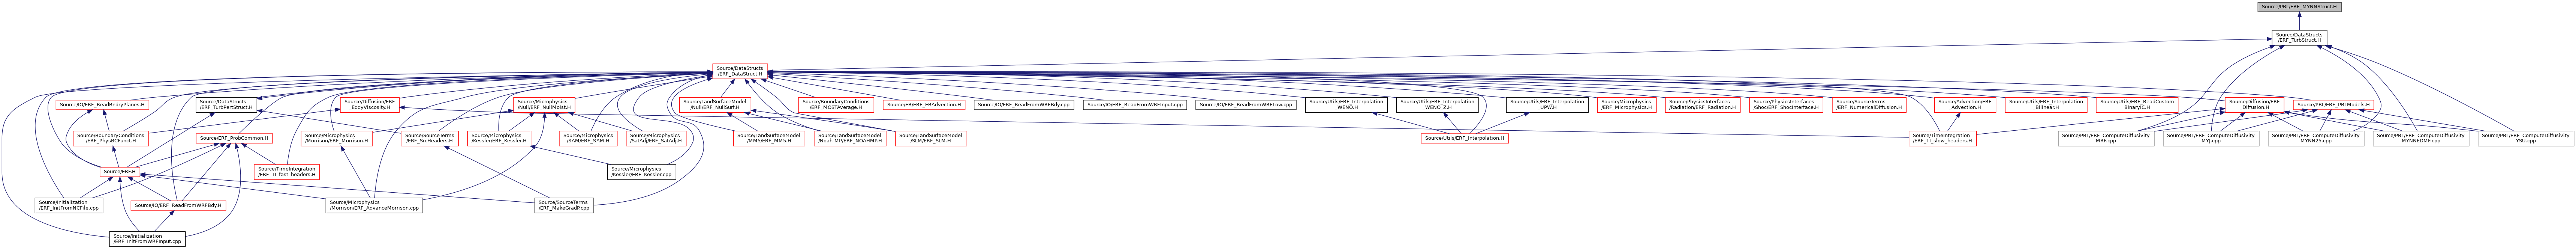 Source/PBL/ERF_MYNNStruct.H
Source/DataStructs
/ERF_TurbStruct.H
Source/DataStructs
/ERF_DataStruct.H
Source/IO/ERF_ReadBndryPlanes.H
Source/DataStructs
/ERF_TurbPertStruct.H
Source/Diffusion/ERF
_EddyViscosity.H
Source/Microphysics
/Null/ERF_NullMoist.H
Source/LandSurfaceModel
/Null/ERF_NullSurf.H
Source/BoundaryConditions
/ERF_MOSTAverage.H
Source/EB/ERF_EBAdvection.H
Source/IO/ERF_ReadFromWRFBdy.cpp
Source/IO/ERF_ReadFromWRFInput.cpp
Source/IO/ERF_ReadFromWRFLow.cpp
Source/Utils/ERF_Interpolation
_WENO.H
Source/Utils/ERF_Interpolation
_WENO_Z.H
Source/Utils/ERF_Interpolation
_UPW.H
Source/Microphysics
/ERF_Microphysics.H
Source/PhysicsInterfaces
/Radiation/ERF_Radiation.H
Source/PhysicsInterfaces
/Shoc/ERF_ShocInterface.H
Source/SourceTerms
/ERF_NumericalDiffusion.H
Source/Advection/ERF
_Advection.H
Source/Utils/ERF_Interpolation
_Bilinear.H
Source/Utils/ERF_ReadCustom
BinaryIC.H
Source/Diffusion/ERF
_Diffusion.H
Source/PBL/ERF_PBLModels.H
Source/BoundaryConditions
/ERF_PhysBCFunct.H
Source/ERF_ProbCommon.H
Source/Microphysics
/Morrison/ERF_Morrison.H
Source/SourceTerms
/ERF_SrcHeaders.H
Source/Microphysics
/Kessler/ERF_Kessler.H
Source/Microphysics
/SAM/ERF_SAM.H
Source/Microphysics
/SatAdj/ERF_SatAdj.H
Source/LandSurfaceModel
/MM5/ERF_MM5.H
Source/LandSurfaceModel
/Noah-MP/ERF_NOAHMP.H
Source/LandSurfaceModel
/SLM/ERF_SLM.H
Source/Utils/ERF_Interpolation.H
Source/TimeIntegration
/ERF_TI_slow_headers.H
Source/PBL/ERF_ComputeDiffusivity
MRF.cpp
Source/PBL/ERF_ComputeDiffusivity
MYJ.cpp
Source/PBL/ERF_ComputeDiffusivity
MYNN25.cpp
Source/PBL/ERF_ComputeDiffusivity
MYNNEDMF.cpp
Source/PBL/ERF_ComputeDiffusivity
YSU.cpp
Source/ERF.H
Source/TimeIntegration
/ERF_TI_fast_headers.H
Source/Microphysics
/Kessler/ERF_Kessler.cpp
Source/Initialization
/ERF_InitFromNCFile.cpp
Source/IO/ERF_ReadFromWRFBdy.H
Source/Microphysics
/Morrison/ERF_AdvanceMorrison.cpp
Source/SourceTerms
/ERF_MakeGradP.cpp
Source/Initialization
/ERF_InitFromWRFInput.cpp